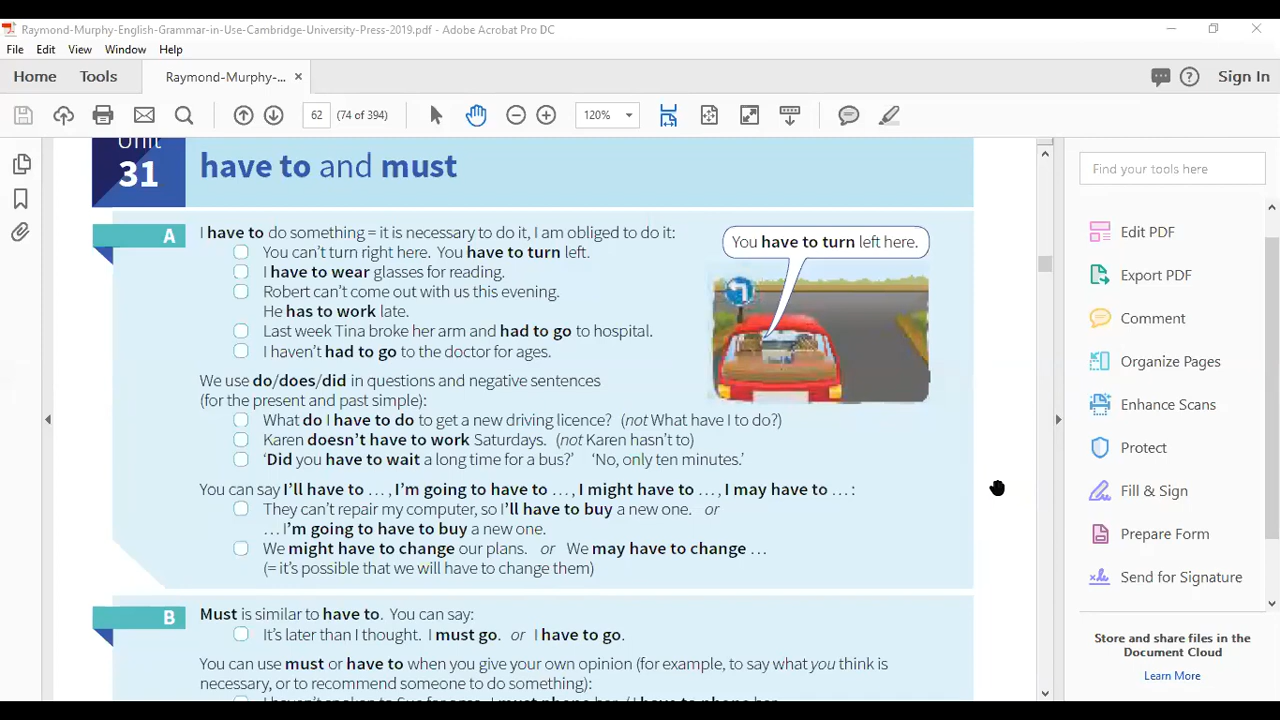 Raymond-Murphy-English-Grammar-in-Use-Cambridge-University-Press-2019.pdf - Adobe Acrobat Pro DC
File Edit View Window Help
Home Tools Raymond-Murphy-... × Sign In
62 (74 of 394) 120%
Unit
31
have to and must
Find your tools here
Edit PDF
Export PDF
Comment
Organize Pages
Enhance Scans
Protect
Fill & Sign
Prepare Form
Send for Signature
Store and share files in the
Document Cloud
Learn More
A
I have to do something = it is necessary to do it, I am obliged to do it:
You can't turn right here. You have to turn left.
I have to wear glasses for reading.
Robert can't come out with us this evening.
He has to work late.
Last week Tina broke her arm and had to go to hospital.
I haven't had to go to the doctor for ages.
You have to turn left here.
We use do/does/did in questions and negative sentences
(for the present and past simple):
What do I have to do to get a new driving licence? (not What have I to do?)
Karen doesn't have to work Saturdays. (not Karen hasn't to)
'Did you have to wait a long time for a bus?' 'No, only ten minutes.'
You can say I'll have to … , I'm going to have to … , I might have to … , I may have to … :
They can't repair my computer, so I'll have to buy a new one. or
… I'm going to have to buy a new one.
We might have to change our plans. or We may have to change …
(= it's possible that we will have to change them)
B
Must is similar to have to. You can say:
It's later than I thought. I must go. or I have to go.
You can use must or have to when you give your own opinion (for example, to say what you think is
necessary, or to recommend someone to do something):